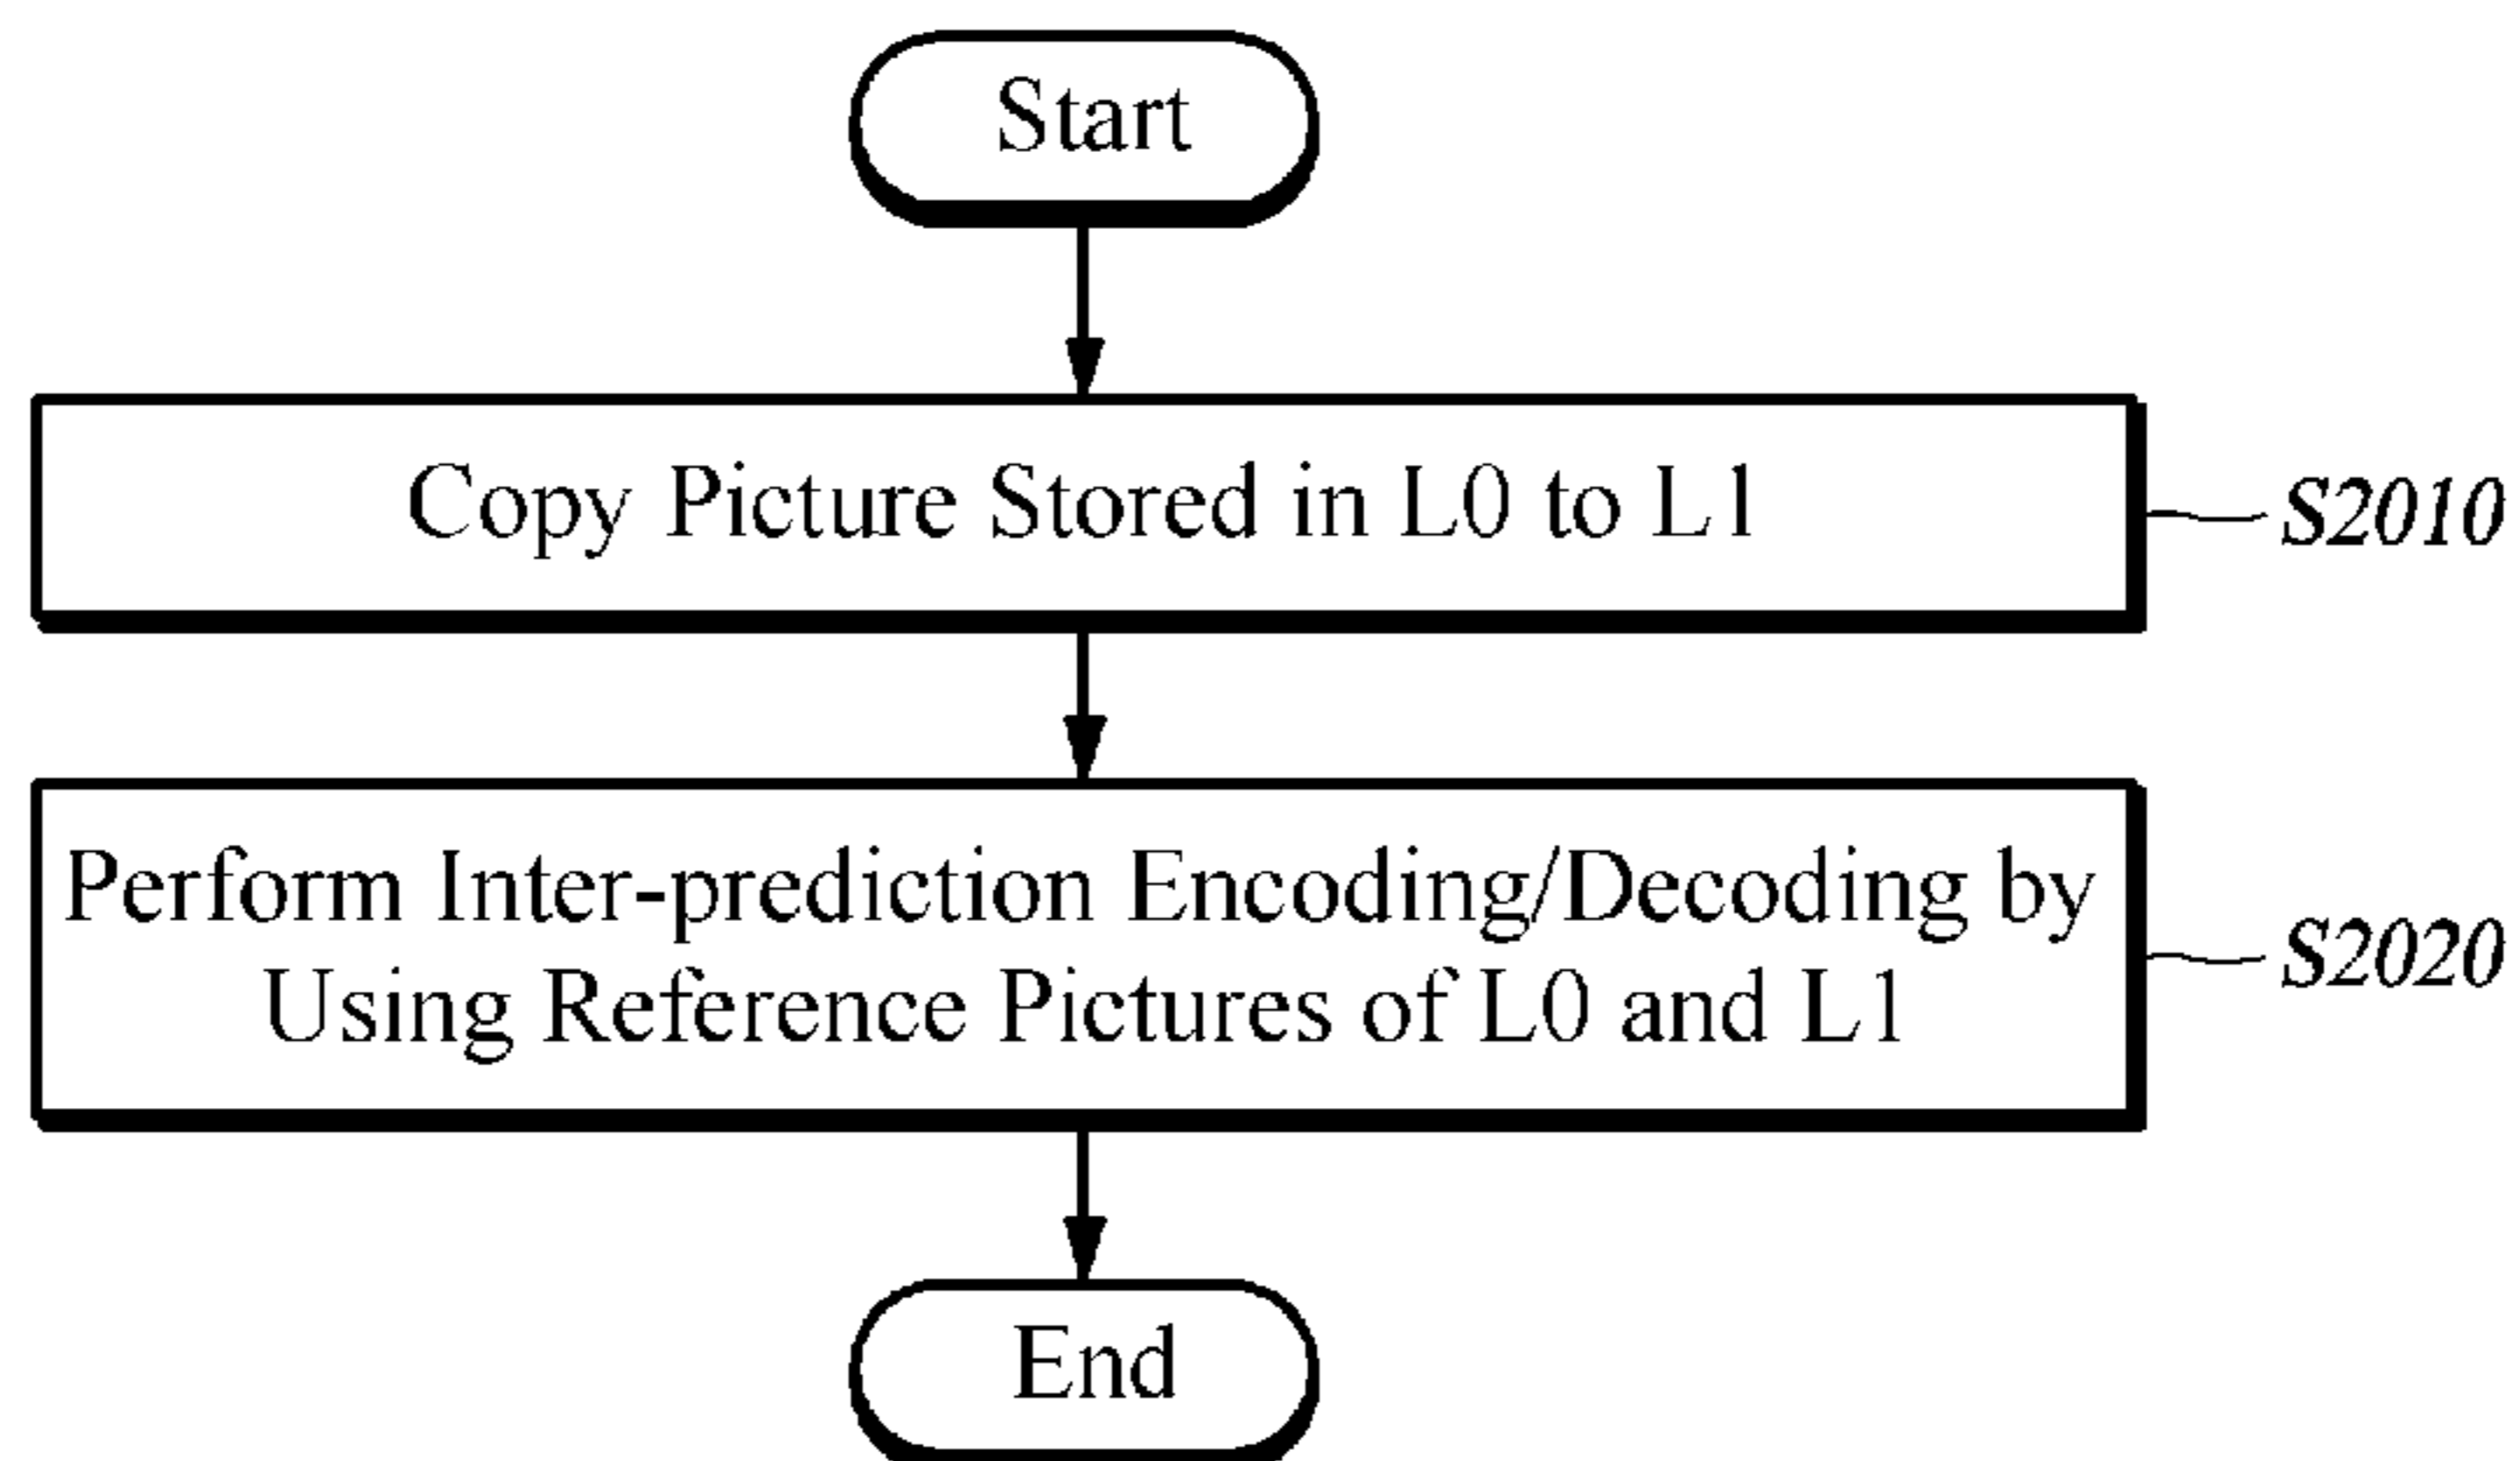 Start
Copy Picture Stored in L0 to L1
S2010
Perform Inter-prediction Encoding/Decoding by
Using Reference Pictures of L0 and L1
S2020
End